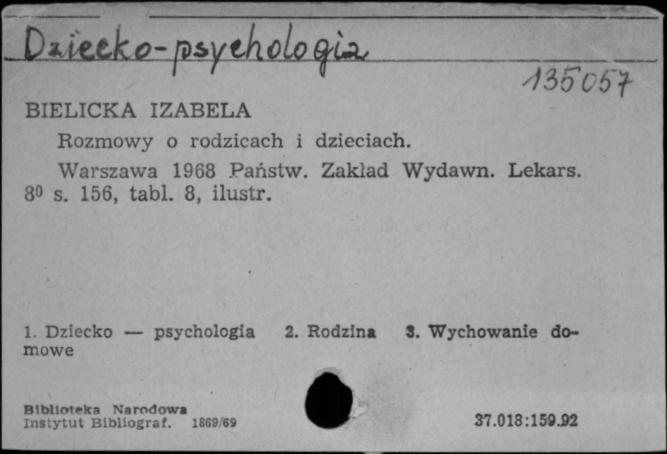 Dziecko-psychologia
135057
BIELICKA IZABELA
Rozmowy o rodzicach i dzieciach.
Warszawa 1968 Państw. Zakład Wydawn. Lekars.
8⁰ s. 156, tabl. 8, ilustr.
1. Dziecko — psychologia 2. Rodzina 3. Wychowanie do-
mowe
Biblioteka Narodowa
Instytut Bibliograf. 1869/69
37.018:159.92